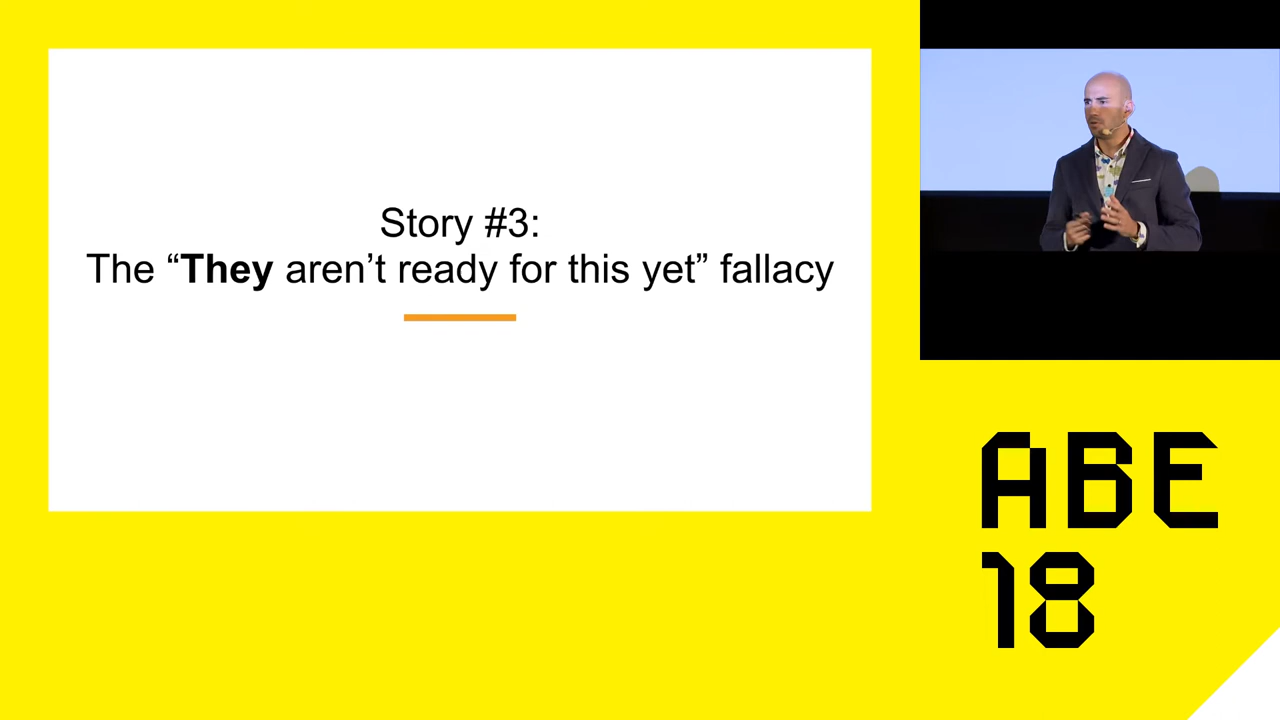 Story #3:
The “They aren’t ready for this yet” fallacy
ABE
18